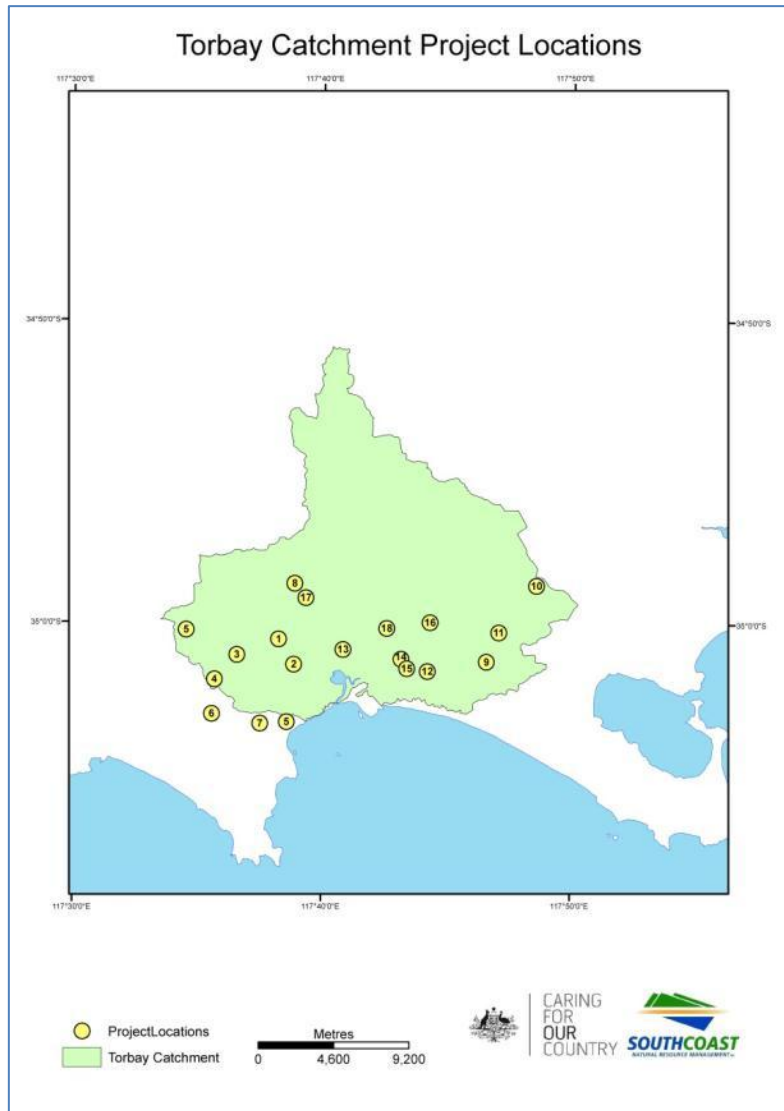 Torbay Catchment Project Locations
117°30'0"E 117°40'0"E 117°50'0"E
34°50'0"S 34°50'0"S
8
10
17
35°0'0"S 35°0'0"S
5
18
16
11
1
13
3
2
14
9
15
12
4
6
7
5
117°30'0"E 117°40'0"E 117°50'0"E
ProjectLocations
Torbay Catchment
Metres
0 4,600 9,200
CARING
FOR
OUR
COUNTRY
SOUTHCOAST
NATURAL RESOURCE MANAGEMENT